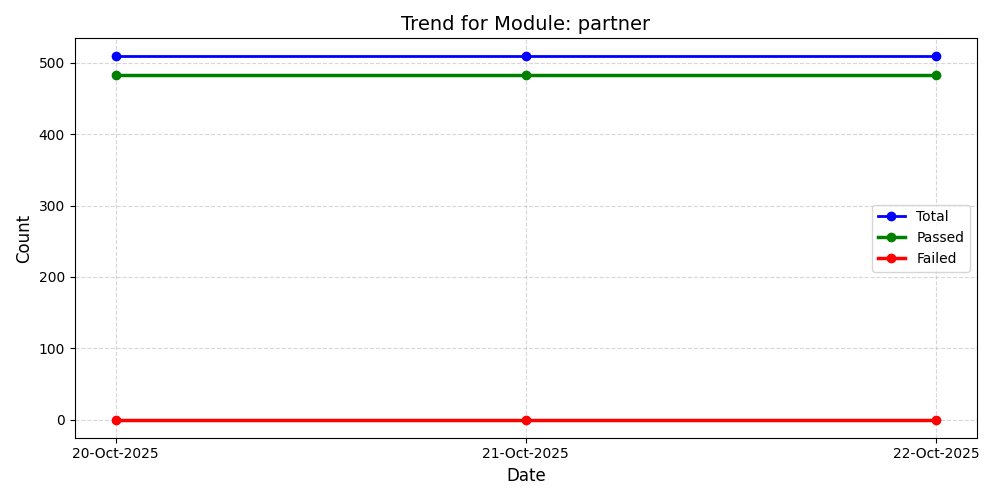 Trend for Module: partner
500
400
300
200
100
0
Count
Total
Passed
Failed
20-Oct-2025
21-Oct-2025
22-Oct-2025
Date